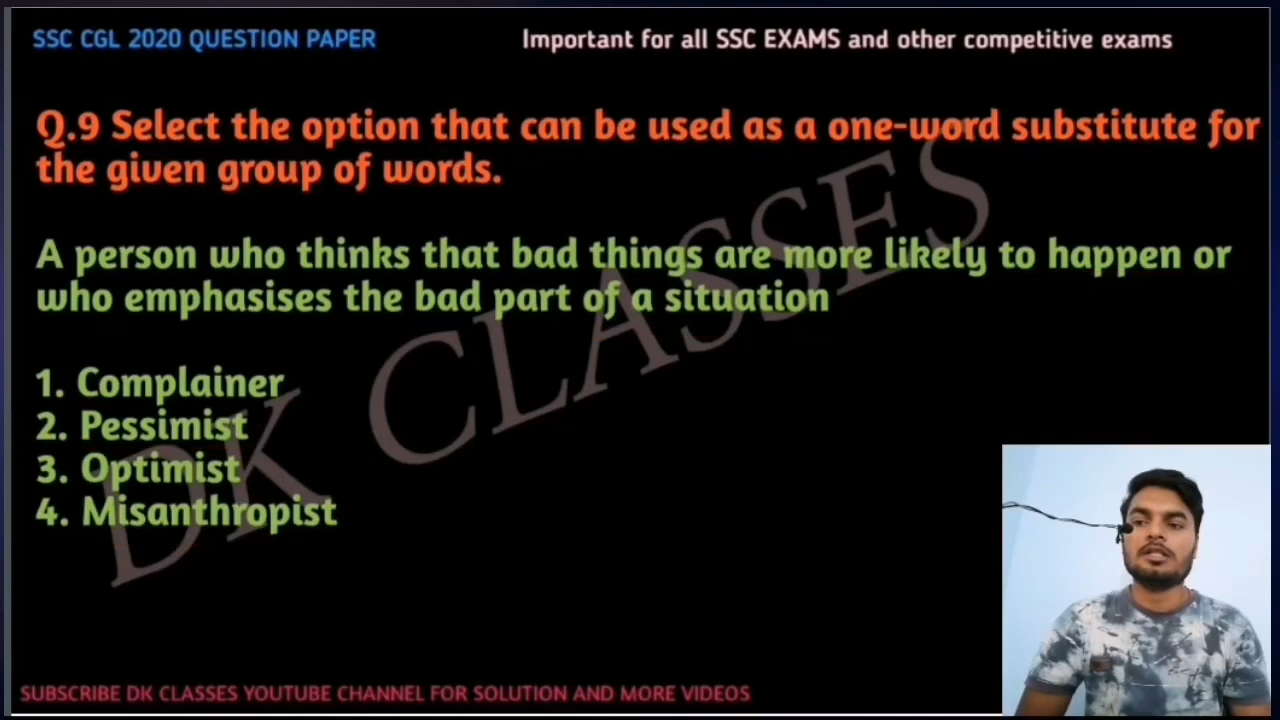 SSC CGL 2020 QUESTION PAPER
Important for all SSC EXAMS and other competitive exams
Q.9 Select the option that can be used as a one-word substitute for
the given group of words.
A person who thinks that bad things are more likely to happen or
who emphasises the bad part of a situation
1. Complainer
2. Pessimist
3. Optimist
4. Misanthropist
DK CLASSES
SUBSCRIBE DK CLASSES YOUTUBE CHANNEL FOR SOLUTION AND MORE VIDEOS